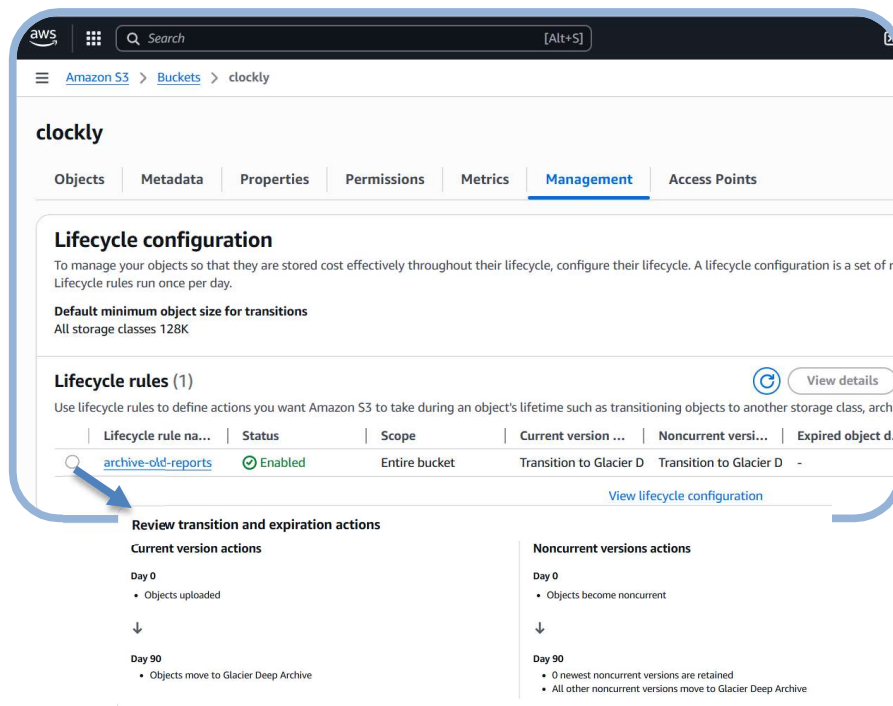 aws
Search [Alt+S]
Amazon S3 > Buckets > clockly
clockly
Objects Metadata Properties Permissions Metrics Management Access Points
Lifecycle configuration
To manage your objects so that they are stored cost effectively throughout their lifecycle, configure their lifecycle. A lifecycle configuration is a set of
Lifecycle rules run once per day.
Default minimum object size for transitions
All storage classes 128K
Lifecycle rules (1) View details
Use lifecycle rules to define actions you want Amazon S3 to take during an object's lifetime such as transitioning objects to another storage class, arch
Lifecycle rule na... Status Scope Current version ... Noncurrent versi... Expired object d.
archive-old-reports Enabled Entire bucket Transition to Glacier D Transition to Glacier D -
View lifecycle configuration
Review transition and expiration actions
Current version actions
Day 0
• Objects uploaded
↓
Day 90
• Objects move to Glacier Deep Archive
Noncurrent versions actions
Day 0
• Objects become noncurrent
↓
Day 90
• 0 newest noncurrent versions are retained
• All other noncurrent versions move to Glacier Deep Archive